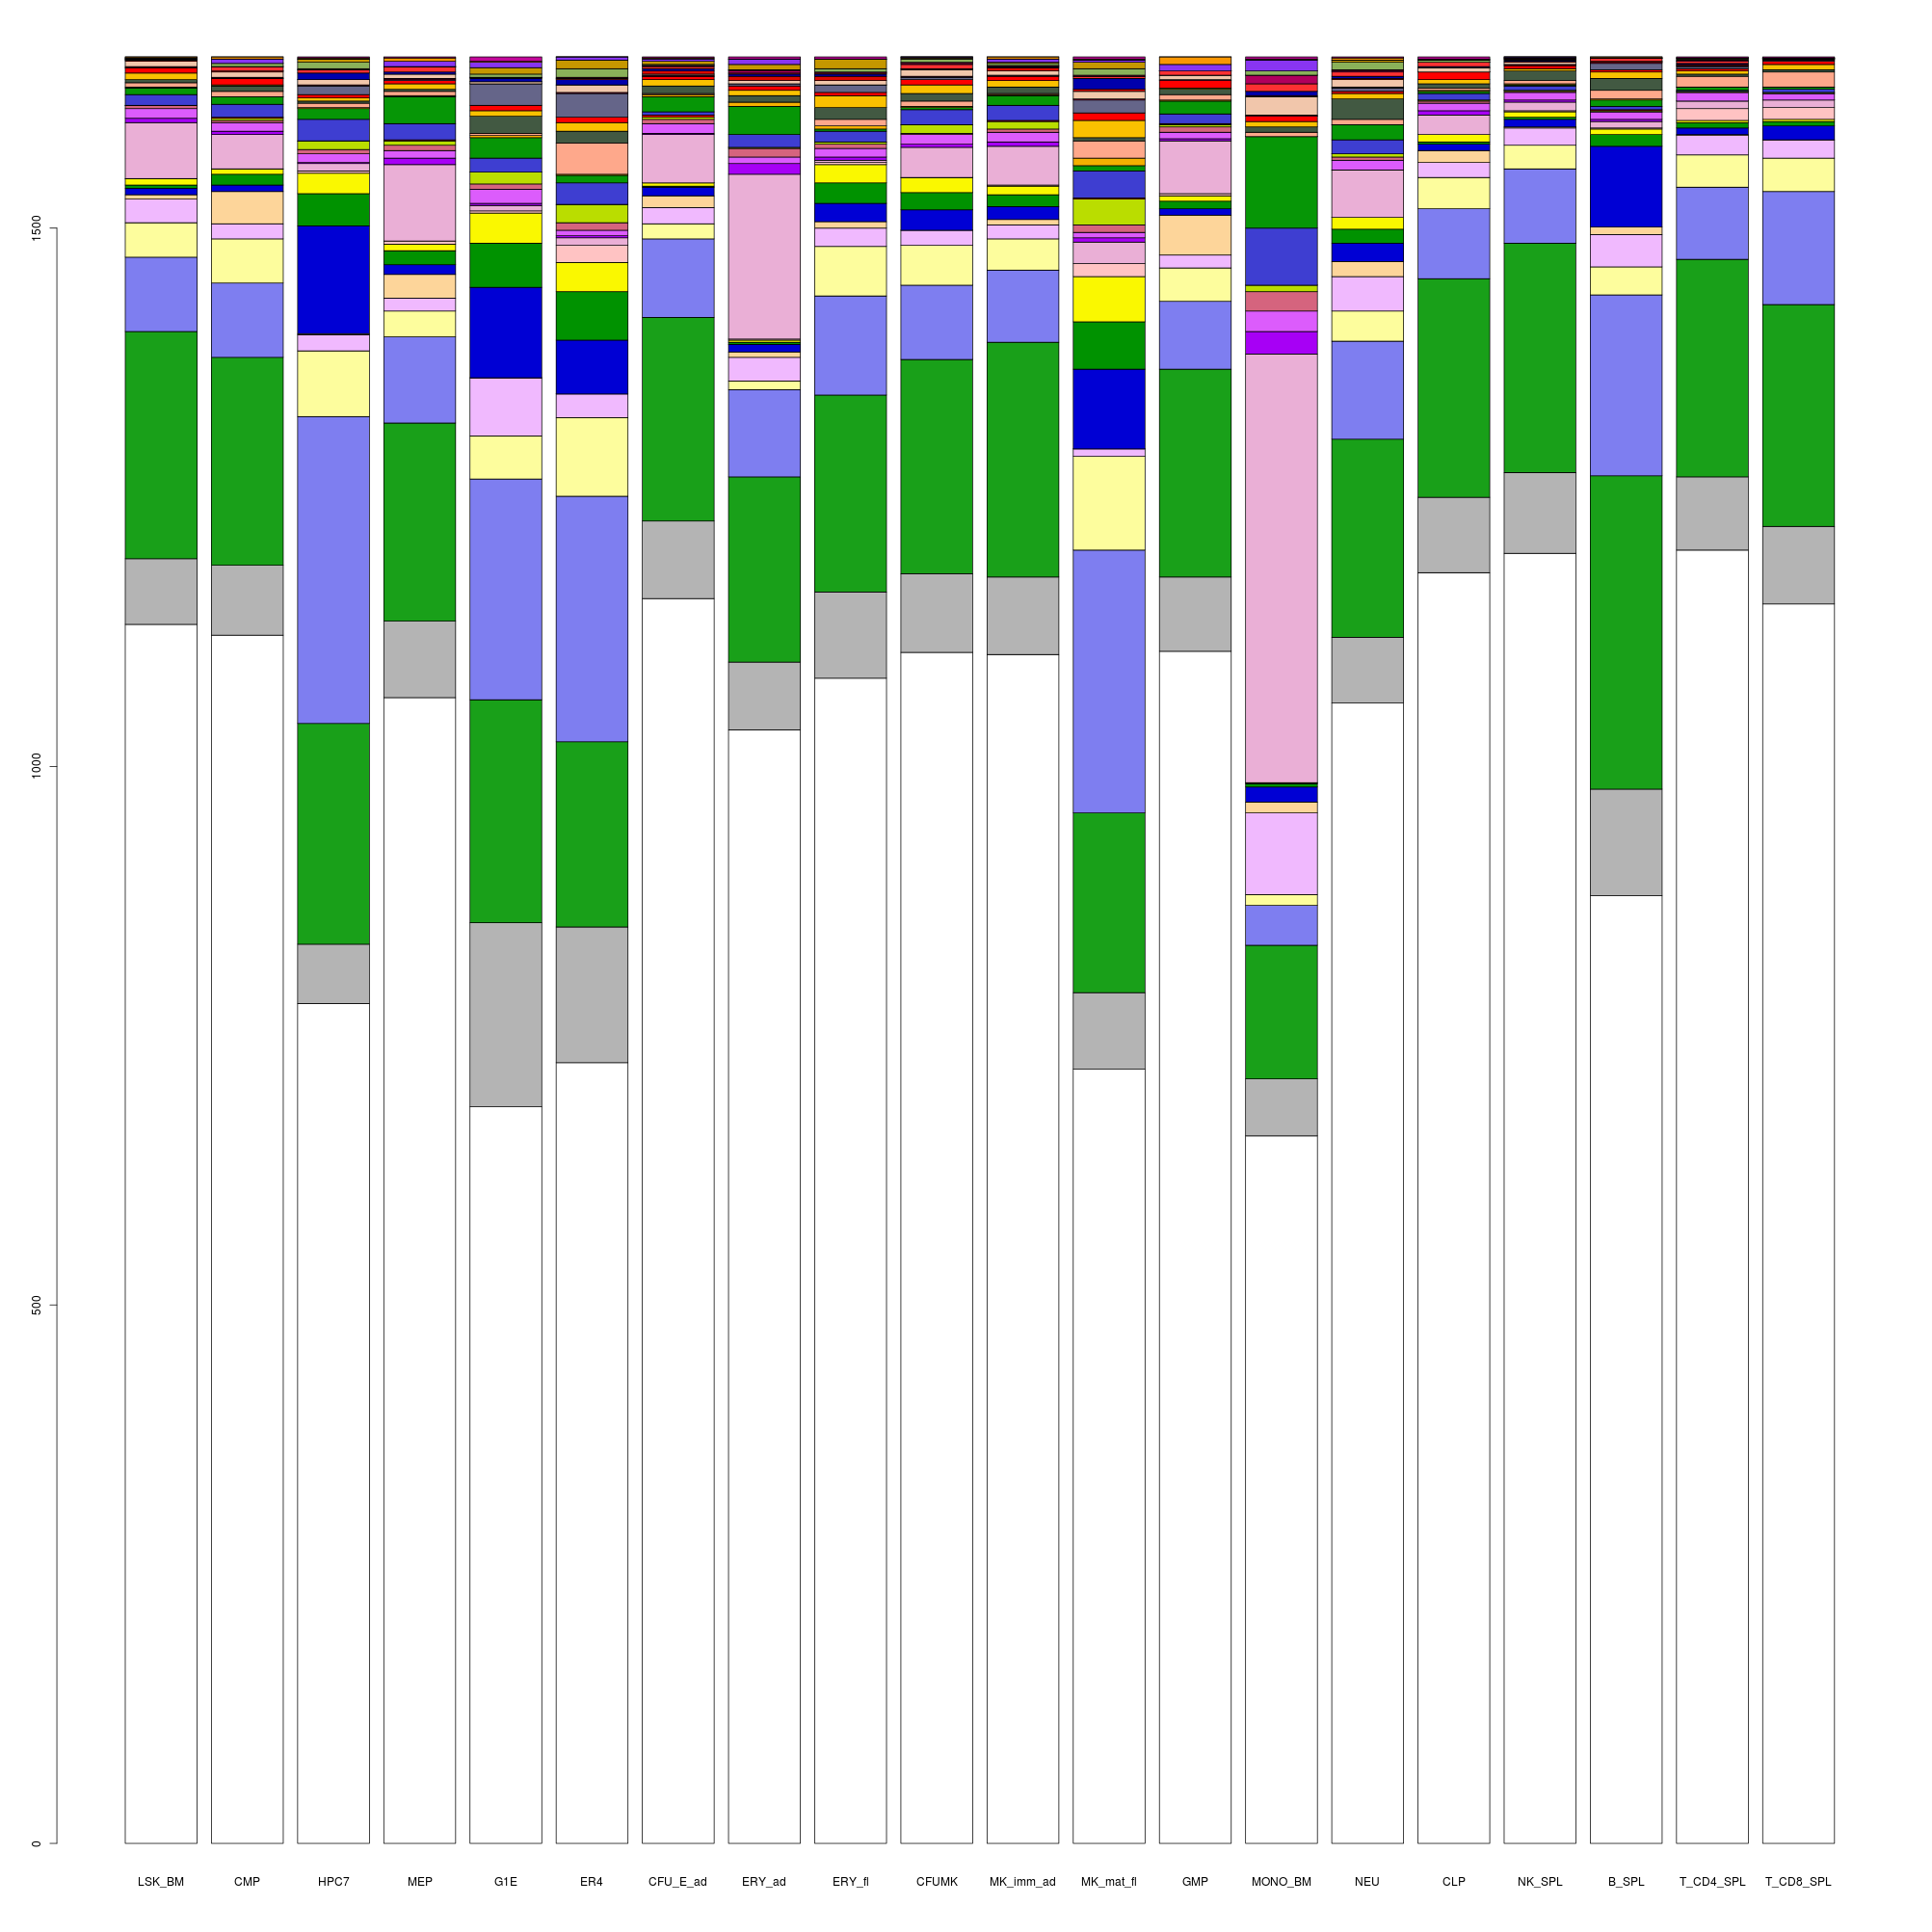 1500
1000
500
0
LSK_BM CMP HPC7 MEP G1E ER4 CFU_E_ad ERY_ad ERY_fl CFUMK MK_imm_ad MK_mat_fl GMP MONO_BM NEU CLP NK_SPL B_SPL T_CD4_SPL T_CD8_SPL